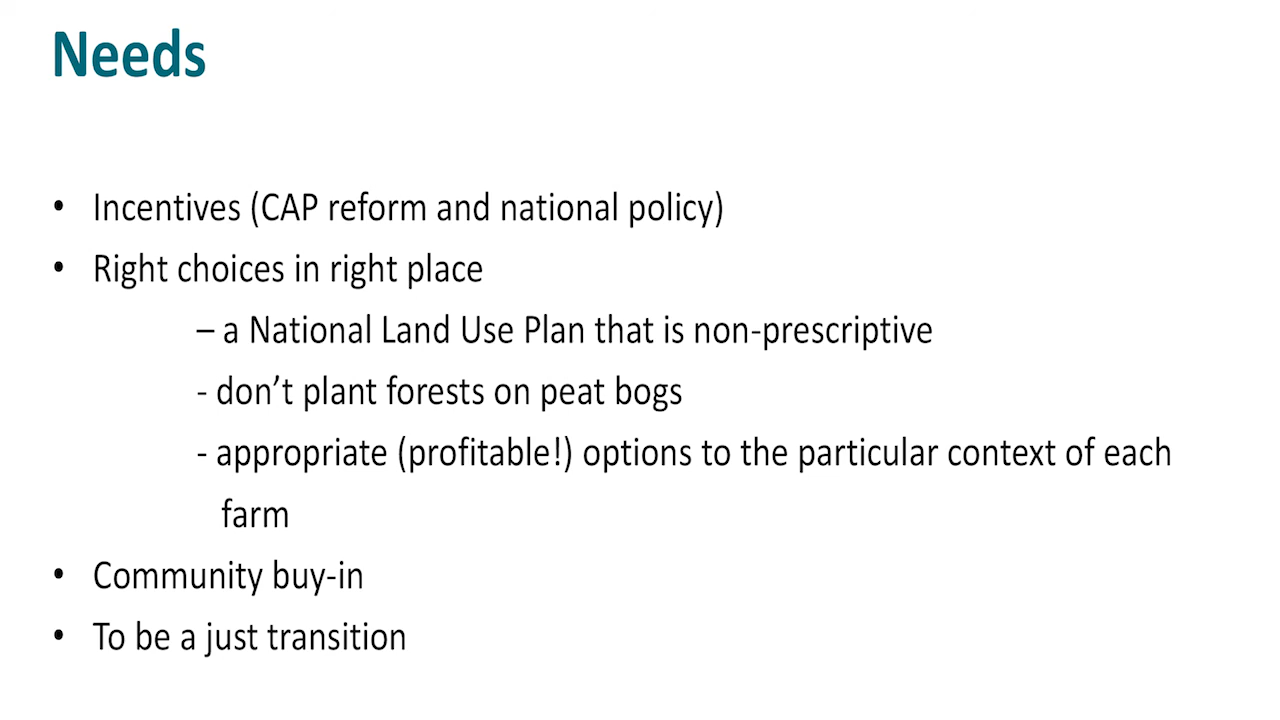 Needs
• Incentives (CAP reform and national policy)
• Right choices in right place
– a National Land Use Plan that is non-prescriptive
- don’t plant forests on peat bogs
- appropriate (profitable!) options to the particular context of each
farm
• Community buy-in
• To be a just transition